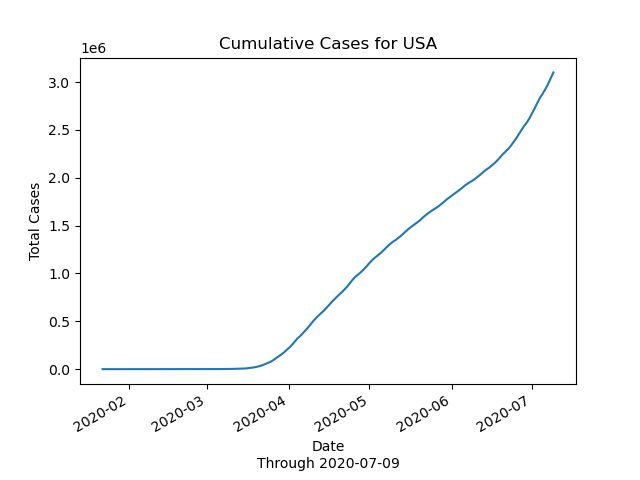 Cumulative Cases for USA
1e6
3.0
2.5
2.0
1.5
1.0
0.5
0.0
Total Cases
2020-02
2020-03
2020-04
2020-05
2020-06
2020-07
Date
Through 2020-07-09